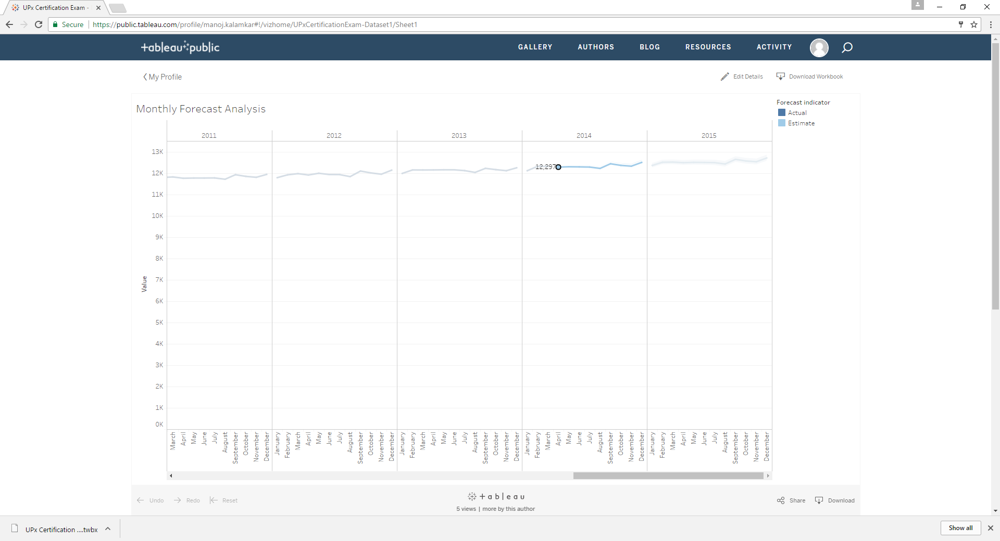 UPx Certification Exam -
Secure https://public.tableau.com/profile/manoj.kalamkar#!/vizhome/UPxCertificationExam-Dataset1/Sheet1
+ableau public GALLERY AUTHORS BLOG RESOURCES ACTIVITY
My Profile Edit Details Download Workbook
Monthly Forecast Analysis
Forecast indicator
Actual
Estimate
2011 2012 2013 2014 2015
13K
12K
11K
10K
9K
8K
7K
6K
5K
4K
3K
2K
1K
0K
Value
12,297
March April May June July August September October November December
January February March April May June July August September October November December
January February March April May June July August September October November December
January February March April May June July August September October November December
January February March April May June July August September October November December
Undo Redo Reset
+ableau
5 views | more by this author
Share Download
UPx Certification ....twbx
Show all